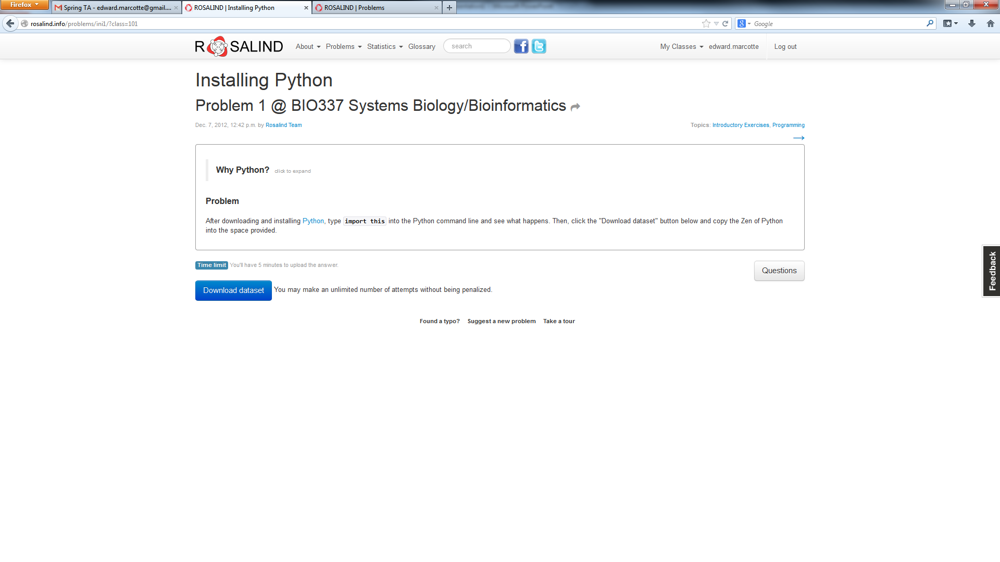 Firefox
Spring TA - edward.marcotte@gmail....
ROSALIND | Installing Python
ROSALIND | Problems
rosalind.info/problems/ini1/?class=101
Google
ROSALIND
About
Problems
Statistics
Glossary
search
My Classes
edward.marcotte
Log out
Installing Python
Problem 1 @ BIO337 Systems Biology/Bioinformatics
Dec. 7, 2012, 12:42 p.m. by Rosalind Team
Topics: Introductory Exercises, Programming
→
Why Python? click to expand
Problem
After downloading and installing Python, type import this into the Python command line and see what happens. Then, click the "Download dataset" button below and copy the Zen of Python
into the space provided.
Time limit You'll have 5 minutes to upload the answer.
Questions
Download dataset You may make an unlimited number of attempts without being penalized.
Feedback
Found a typo? Suggest a new problem Take a tour